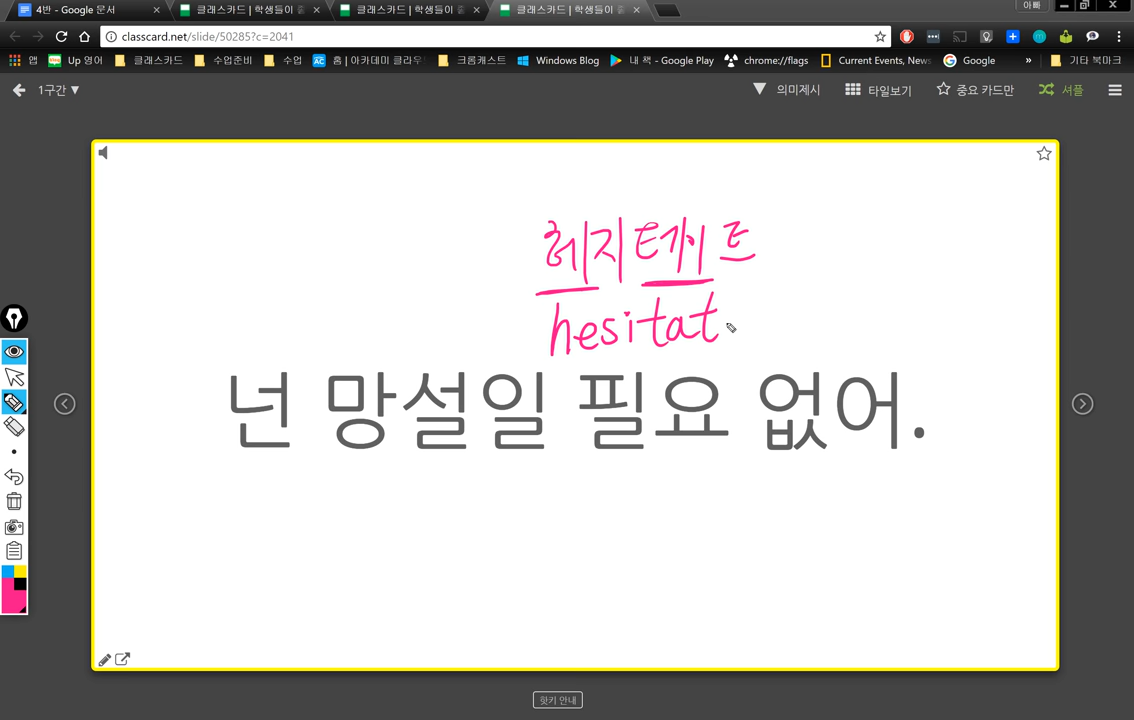 4반 - Google 문서
클래스카드 | 학생들이 좋
클래스카드 | 학생들이 좋
클래스카드 | 학생들이 좋
아빠
classcard.net/slide/50285?c=2041
앱 Up 영어 클래스카드 수업준비 수업 홈 | 아카데미 클라우 크롬캐스트 Windows Blog 내 책 - Google Play chrome://flags Current Events, News Google » 기타 북마크
1구간 ▼ ▼ 의미제시 타일보기 중요 카드만 셔플
헤지테이트
hesitat
넌 망설일 필요 없어.
핫키 안내